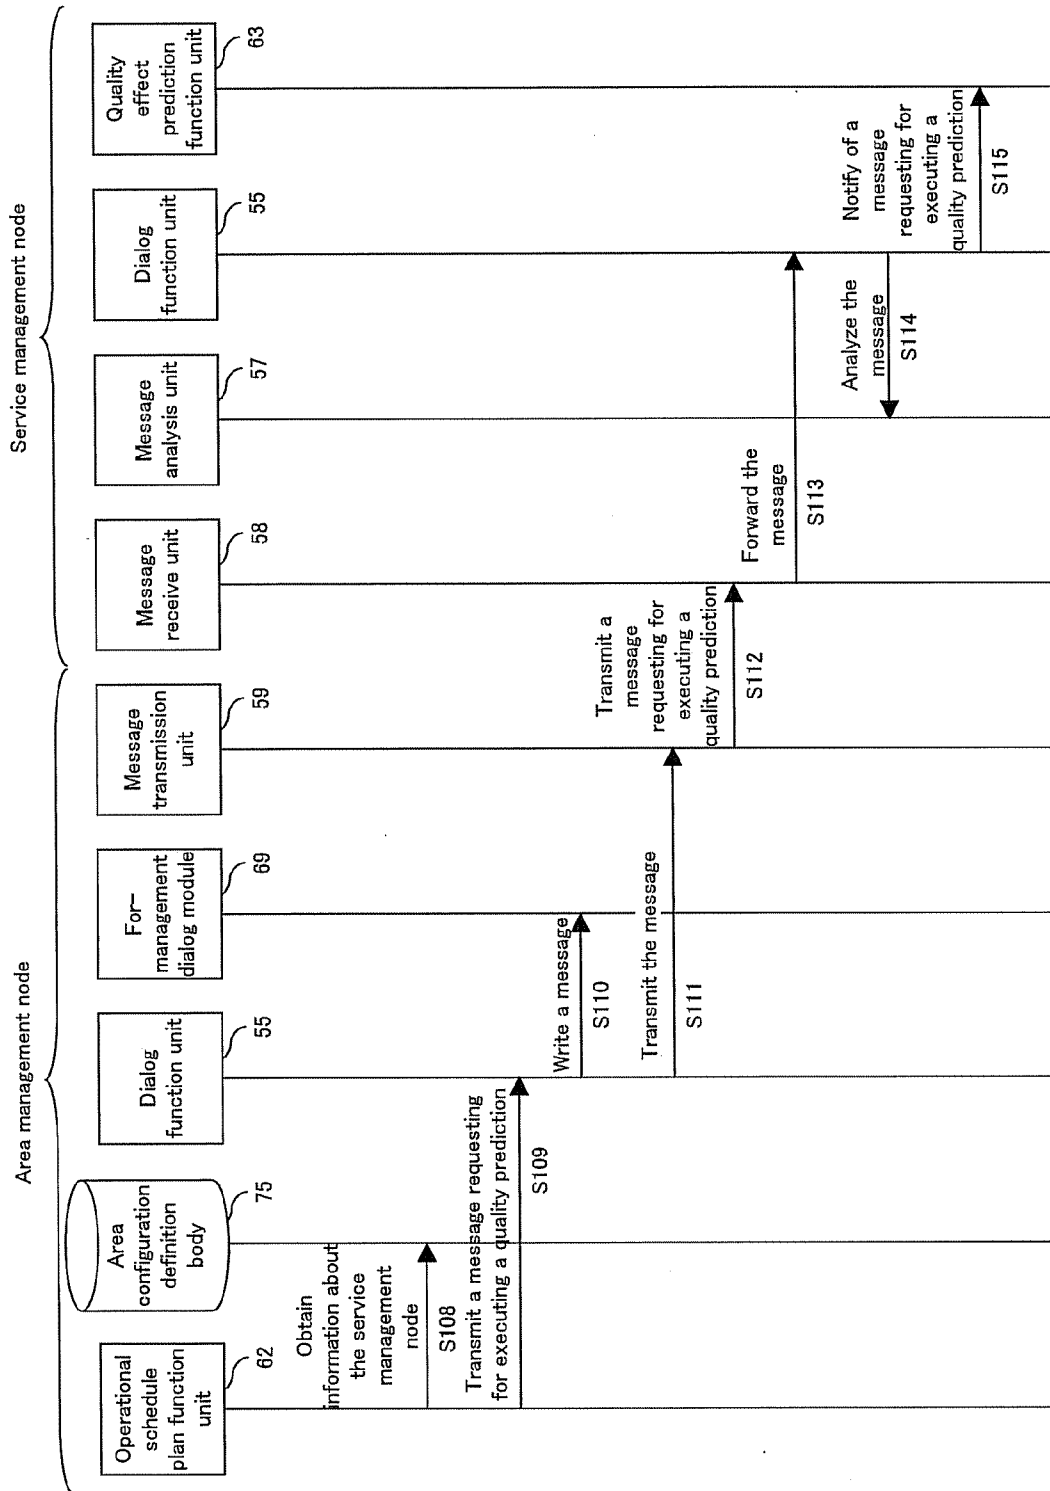 Area management node
Service management node
Operational
schedule
plan function
unit
62
Area
configuration
definition
body
75
Dialog
function unit
55
For-
management
dialog module
69
Message
transmission
unit
59
Message
receive unit
58
Message
analysis unit
57
Dialog
function unit
55
Quality
effect
prediction
function unit
63
Obtain
information about
the service
management
node
S108
Transmit a message requesting
for executing a quality prediction
S109
Write a message
S110
Transmit the message
S111
Transmit a
message
requesting for
executing a
quality prediction
S112
Forward the
message
S113
Analyze the
message
S114
Notify of a
message
requesting for
executing a
quality prediction
S115